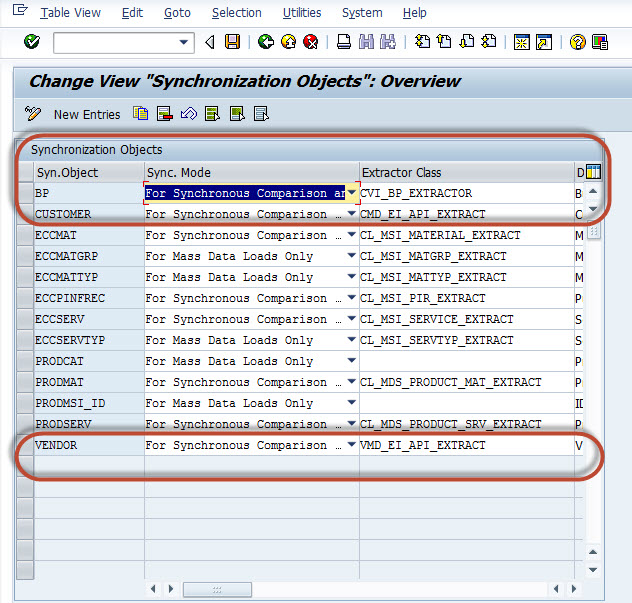 Table View Edit Goto Selection Utilities System Help
Change View "Synchronization Objects": Overview
New Entries
Synchronization Objects
Syn.Object Sync. Mode Extractor Class D
BP For Synchronous Comparison an CVI_BP_EXTRACTOR B
CUSTOMER For Synchronous Comparison … CMD_EI_API_EXTRACT C
ECCMAT For Synchronous Comparison … CL_MSI_MATERIAL_EXTRACT M
ECCMATGRP For Mass Data Loads Only CL_MSI_MATGRP_EXTRACT M
ECCMATTYP For Mass Data Loads Only CL_MSI_MATTYP_EXTRACT M
ECCPINFREC For Synchronous Comparison … CL_MSI_PIR_EXTRACT P
ECCSERV For Synchronous Comparison … CL_MSI_SERVICE_EXTRACT S
ECCSERVTYP For Mass Data Loads Only CL_MSI_SERVTYP_EXTRACT S
PRODCAT For Mass Data Loads Only P
PRODMAT For Synchronous Comparison … CL_MDS_PRODUCT_MAT_EXTRACT P
PRODMSI_ID For Mass Data Loads Only ID
PRODSERV For Synchronous Comparison … CL_MDS_PRODUCT_SRV_EXTRACT P
VENDOR For Synchronous Comparison … VMD_EI_API_EXTRACT V